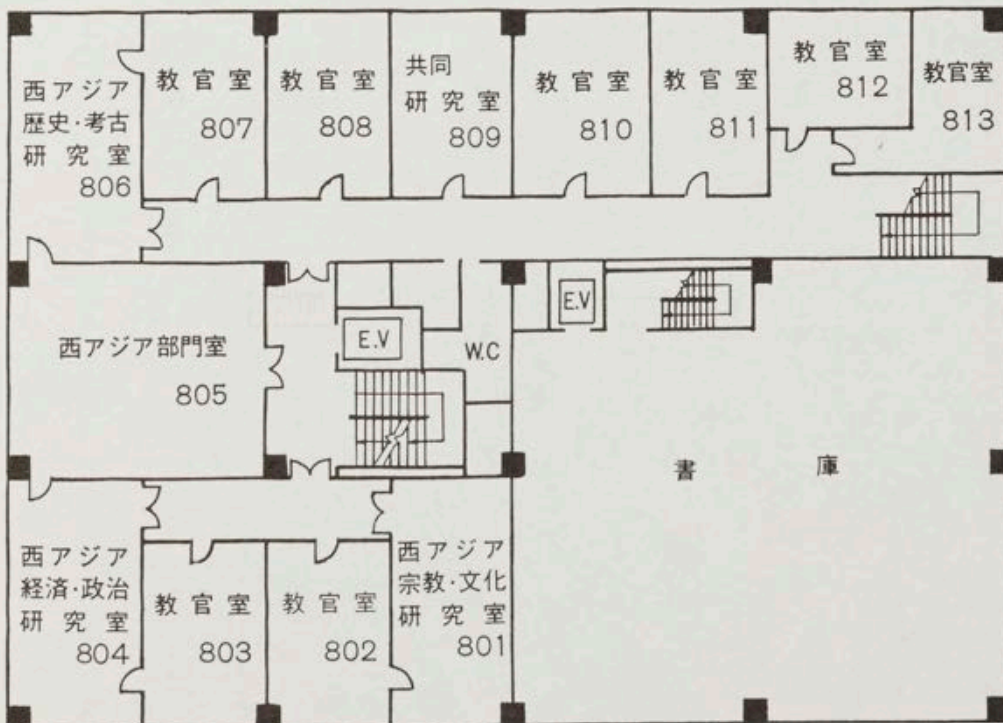 西アジア
歴史・考古
研究室
806
教官室
807
教官室
808
共同
研究室
809
教官室
810
教官室
811
教官室
812
教官室
813
西アジア部門室
805
E.V
W.C
E.V
書庫
西アジア
経済・政治
研究室
804
教官室
803
教官室
802
西アジア
宗教・文化
研究室
801